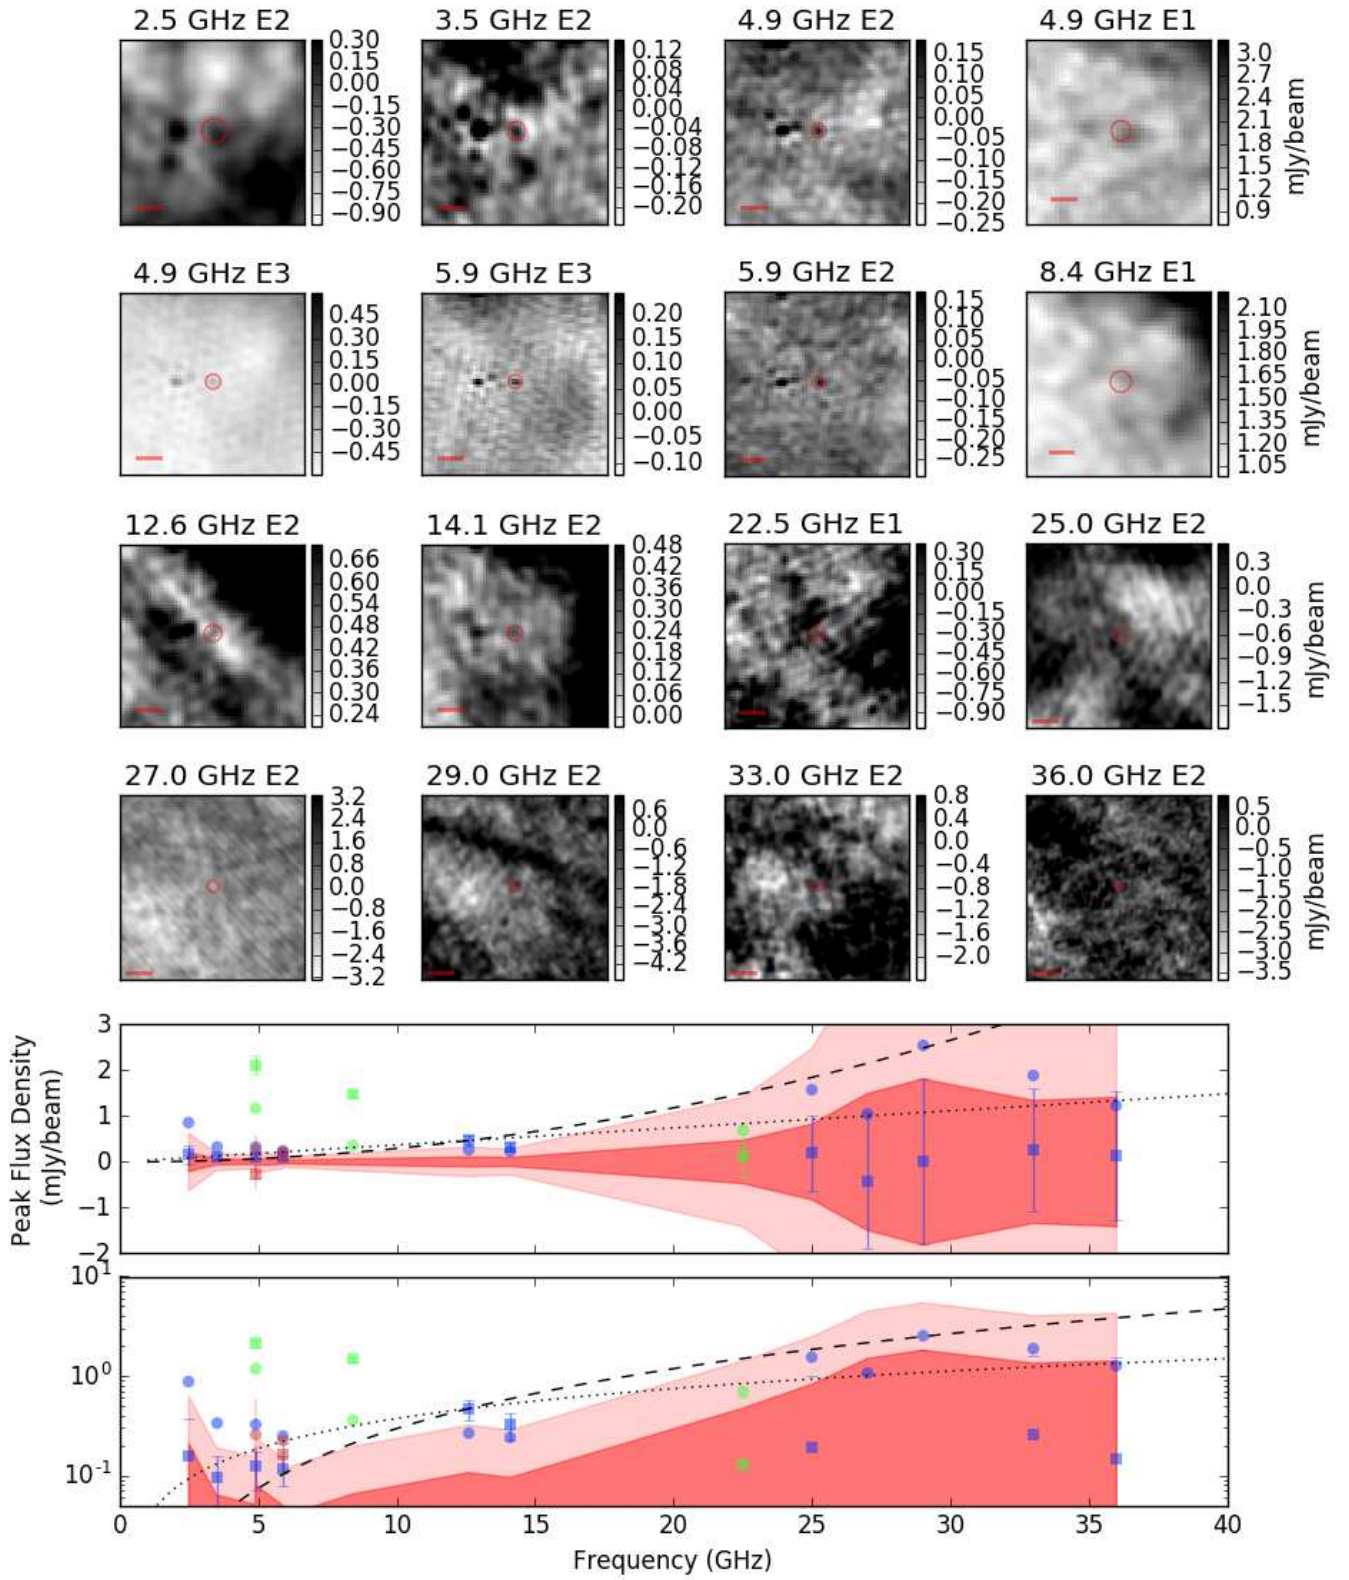 2.5 GHz E2 3.5 GHz E2 4.9 GHz E2 4.9 GHz E1
0.30 0.12 0.15 3.0
0.15 0.08 0.10 2.7
0.00 0.04 0.05 2.4
−0.15 0.00 0.00 2.1
−0.30 −0.04 −0.05 1.8
−0.45 −0.08 −0.10 1.5
−0.60 −0.12 −0.15 1.2
−0.75 −0.16 −0.20 0.9
−0.90 −0.20 −0.25
mJy/beam
4.9 GHz E3 5.9 GHz E3 5.9 GHz E2 8.4 GHz E1
0.45 0.20 0.15 2.10
0.30 0.15 0.10 1.95
0.15 0.10 0.05 1.80
0.00 0.05 0.00 1.65
−0.15 0.00 −0.05 1.50
−0.30 −0.05 −0.10 1.35
−0.45 −0.10 −0.15 1.20
−0.20 1.05
−0.25
mJy/beam
12.6 GHz E2 14.1 GHz E2 22.5 GHz E1 25.0 GHz E2
0.66 0.48 0.30 0.3
0.60 0.42 0.15 0.0
0.54 0.36 0.00 −0.3
0.48 0.30 −0.15 −0.6
0.42 0.24 −0.30 −0.9
0.36 0.18 −0.45 −1.2
0.30 0.12 −0.60 −1.5
0.24 0.06 −0.75
0.00 −0.90
mJy/beam
27.0 GHz E2 29.0 GHz E2 33.0 GHz E2 36.0 GHz E2
3.2 0.6 0.8 0.5
2.4 0.0 0.4 0.0
1.6 −0.6 0.0 −0.5
0.8 −1.2 −0.4 −1.0
0.0 −1.8 −0.8 −1.5
−0.8 −2.4 −1.2 −2.0
−1.6 −3.0 −1.6 −2.5
−2.4 −3.6 −2.0 −3.0
−3.2 −4.2 −3.5
mJy/beam
Peak Flux Density
(mJy/beam)
3
2
1
0
−1
−2
10^1
10^0
10^-1
0 5 10 15 20 25 30 35 40
Frequency (GHz)